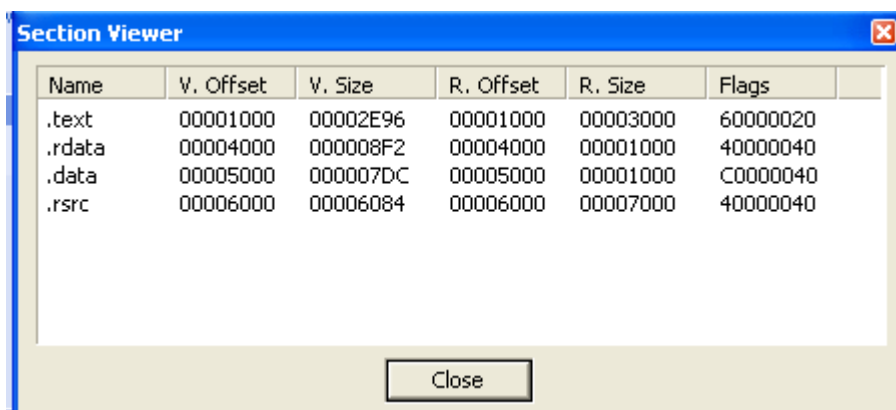 Section Viewer
Name V. Offset V. Size R. Offset R. Size Flags
.text 00001000 00002E96 00001000 00003000 60000020
.rdata 00004000 000008F2 00004000 00001000 40000040
.data 00005000 000007DC 00005000 00001000 C0000040
.rsrc 00006000 00006084 00006000 00007000 40000040
Close